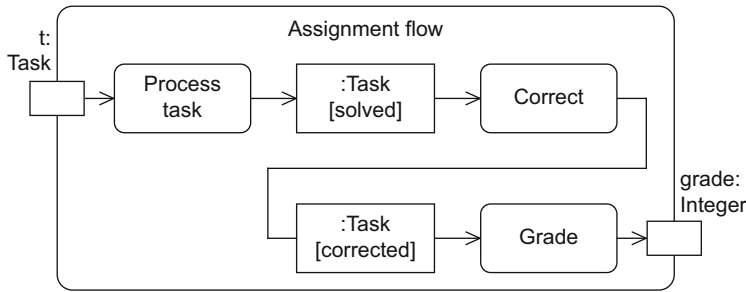 Assignment flow
t:
Task
Process
task
:Task
[solved]
Correct
grade:
Integer
:Task
[corrected]
Grade